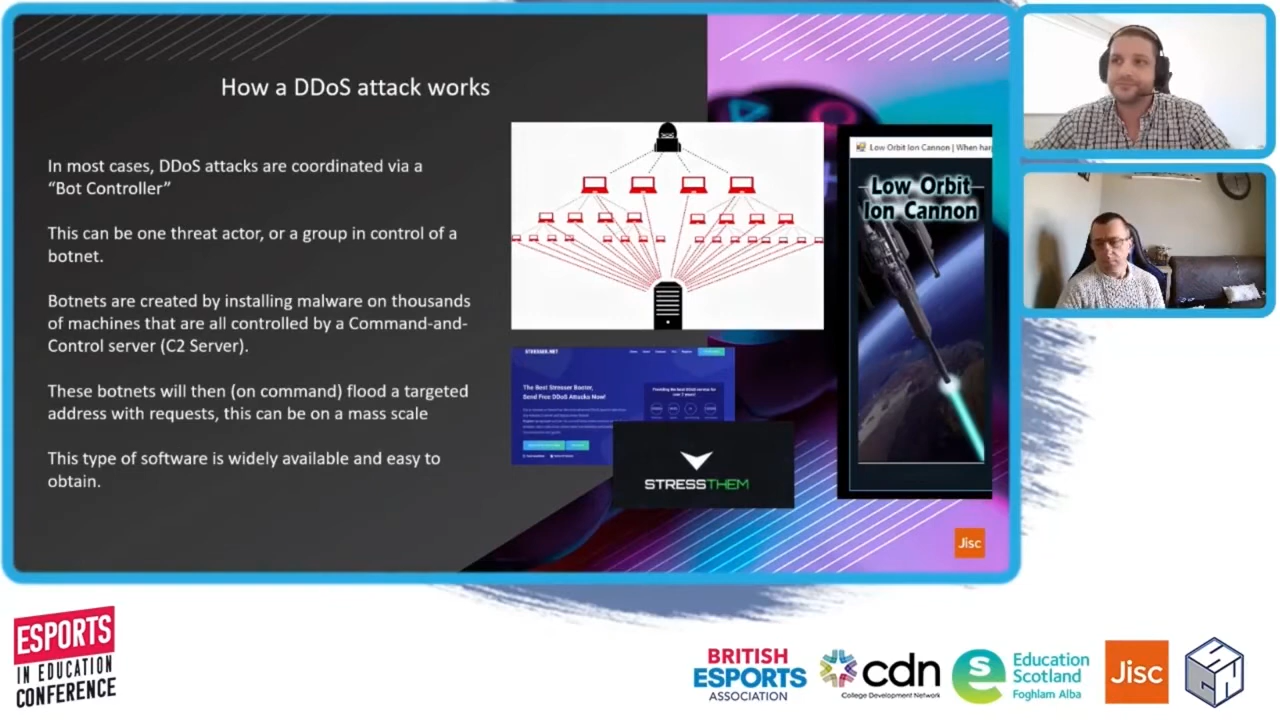 How a DDoS attack works
In most cases, DDoS attacks are coordinated via a
“Bot Controller”
This can be one threat actor, or a group in control of a
botnet.
Botnets are created by installing malware on thousands
of machines that are all controlled by a Command-and-
Control server (C2 Server).
These botnets will then (on command) flood a targeted
address with requests, this can be on a mass scale
This type of software is widely available and easy to
obtain.
Low Orbit Ion Cannon | When har
Low Orbit
Ion Cannon
STRESSER.NET
The Best Stresser Booter,
Send Free DDoS Attacks Now!
STRESSTHEM
Jisc
ESPORTS
IN EDUCATION
CONFERENCE
BRITISH
ESPORTS
ASSOCIATION
cdn
College Development Network
Education
Scotland
Foghlam Alba
Jisc